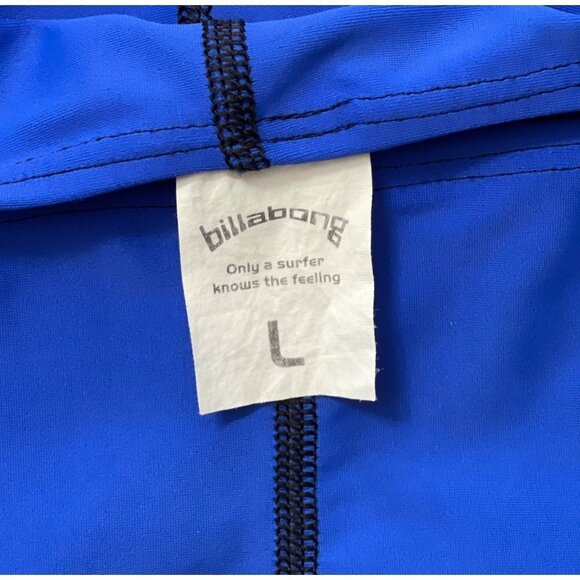 billabong
Only a surfer
knows the feeling
L